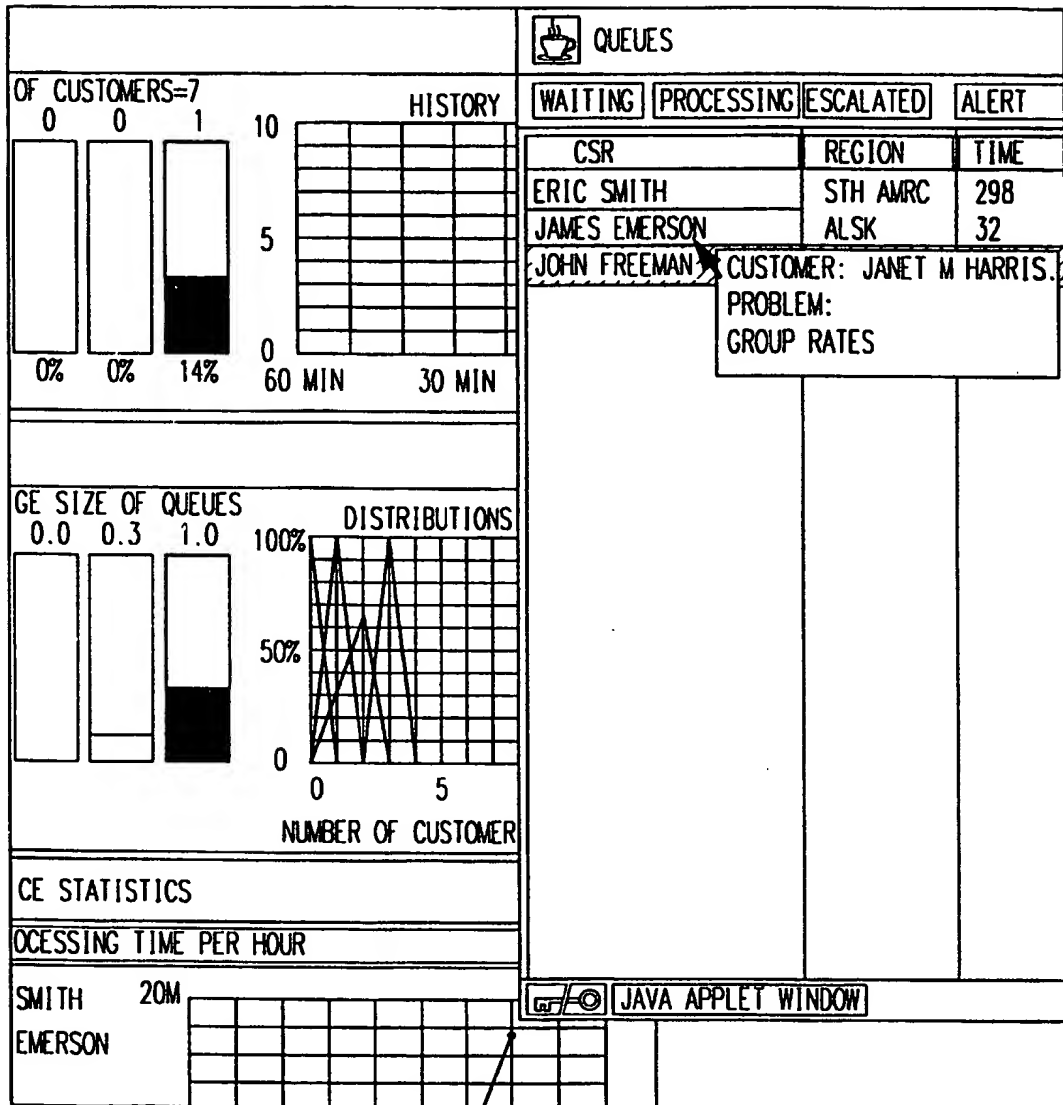 OF CUSTOMERS=7
0 0 1
0% 0% 14%
HISTORY
10
5
0
60 MIN 30 MIN
GE SIZE OF QUEUES
0.0 0.3 1.0
DISTRIBUTIONS
100%
50%
0
0 5
NUMBER OF CUSTOMER
CE STATISTICS
OCESSING TIME PER HOUR
SMITH
EMERSON
20M
QUEUES
WAITING PROCESSING ESCALATED ALERT
CSR REGION TIME
ERIC SMITH STH AMRC 298
JAMES EMERSON ALSK 32
JOHN FREEMAN
CUSTOMER: JANET M HARRIS.
PROBLEM:
GROUP RATES
JAVA APPLET WINDOW